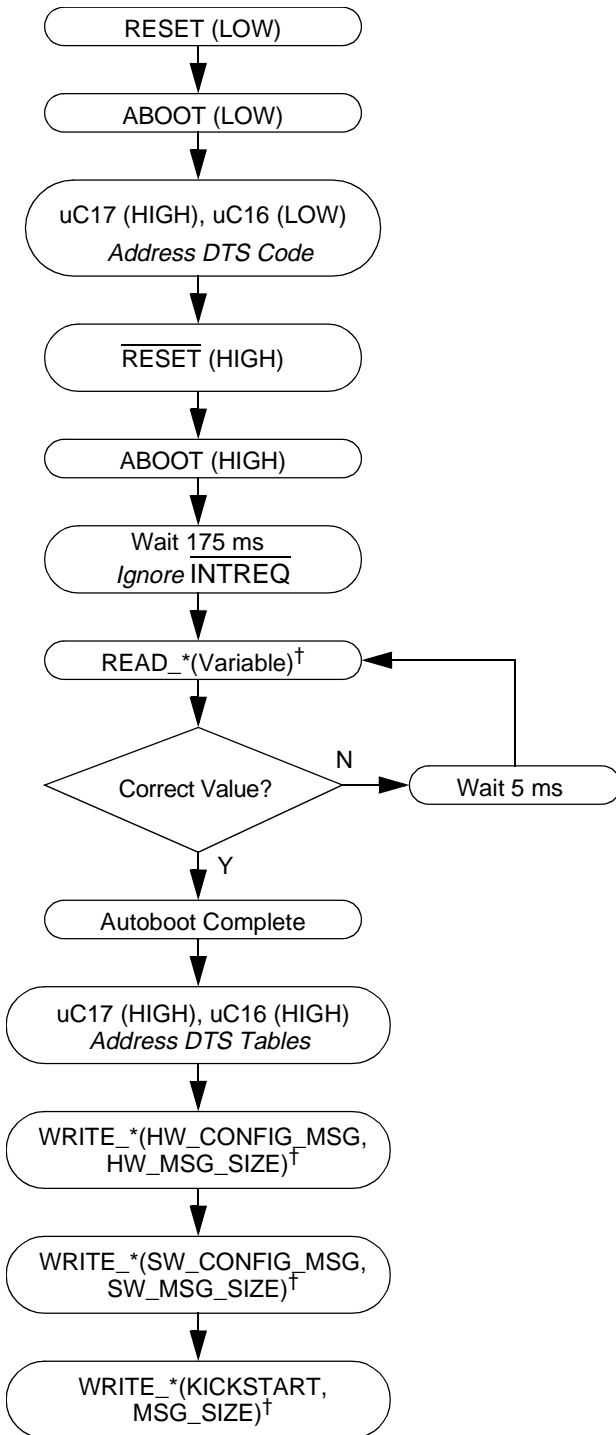 RESET (LOW)
ABOOT (LOW)
uC17 (HIGH), uC16 (LOW)
Address DTS Code
RESET (HIGH)
ABOOT (HIGH)
Wait 175 ms
Ignore INTREQ
READ_*(Variable)†
Correct Value?
N
Wait 5 ms
Y
Autoboot Complete
uC17 (HIGH), uC16 (HIGH)
Address DTS Tables
WRITE_*(HW_CONFIG_MSG,
HW_MSG_SIZE)†
WRITE_*(SW_CONFIG_MSG,
SW_MSG_SIZE)†
WRITE_*(KICKSTART,
MSG_SIZE)†